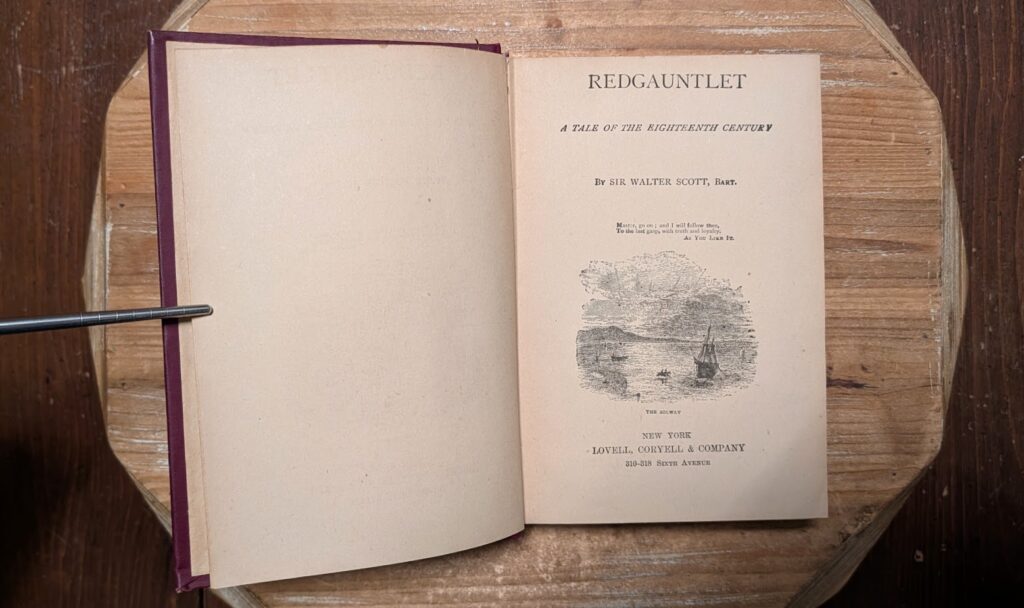 REDGAUNTLET
A TALE OF THE EIGHTEENTH CENTURY
By SIR WALTER SCOTT, Bart.
Master, go on; and I will follow thee,
To the last gasp, with truth and loyalty.
As You Like It.
THE SOLWAY
NEW YORK
LOVELL, CORYELL & COMPANY
310-318 Sixth Avenue